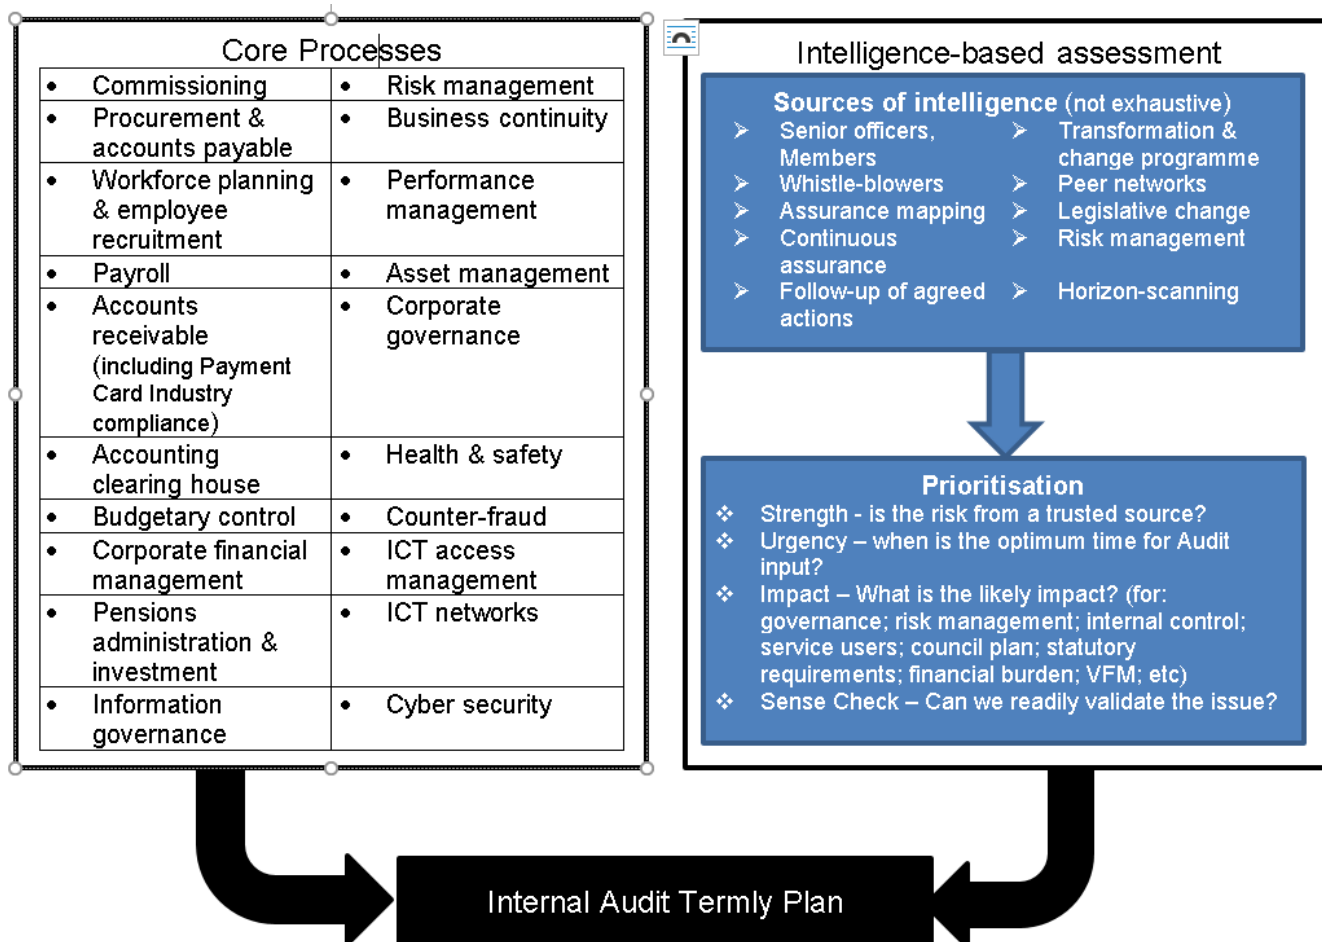 Core Processes
• Commissioning
• Risk management
• Procurement &
accounts payable
• Business continuity
• Workforce planning
& employee
recruitment
• Performance
management
• Payroll
• Asset management
• Accounts
receivable
(including Payment
Card Industry
compliance)
• Corporate
governance
• Accounting
clearing house
• Health & safety
• Budgetary control
• Counter-fraud
• Corporate financial
management
• ICT access
management
• Pensions
administration &
investment
• ICT networks
• Information
governance
• Cyber security
Intelligence-based assessment
Sources of intelligence (not exhaustive)
➢ Senior officers,
Members
➢ Transformation &
change programme
➢ Whistle-blowers
➢ Peer networks
➢ Assurance mapping
➢ Legislative change
➢ Continuous
assurance
➢ Risk management
➢ Follow-up of agreed
actions
➢ Horizon-scanning
Prioritisation
❖ Strength - is the risk from a trusted source?
❖ Urgency – when is the optimum time for Audit
input?
❖ Impact – What is the likely impact? (for:
governance; risk management; internal control;
service users; council plan; statutory
requirements; financial burden; VFM; etc)
❖ Sense Check – Can we readily validate the issue?
Internal Audit Termly Plan